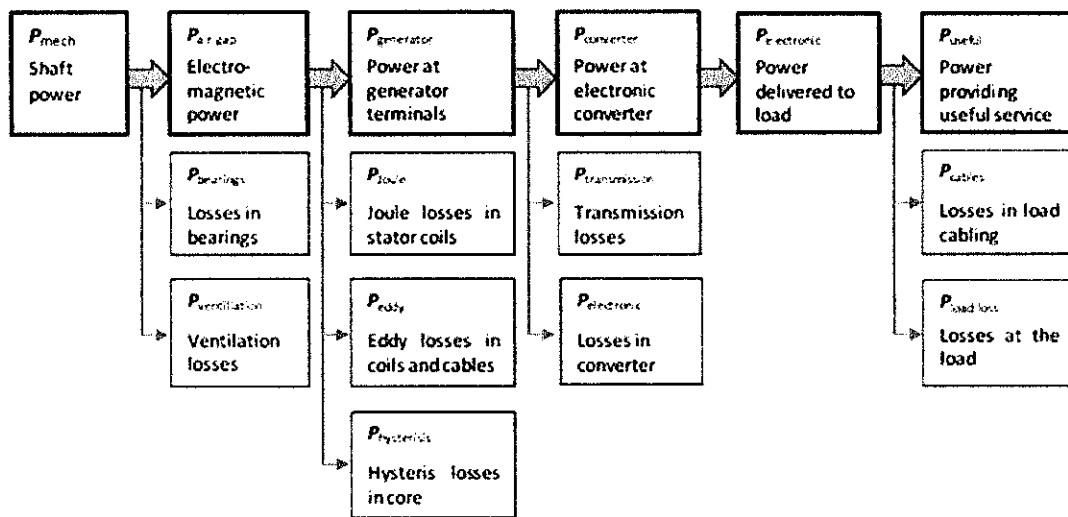 Pmech
Shaft
power
Pair gap
Electro-
magnetic
power
Pgenerator
Power at
generator
terminals
Pconverter
Power at
electronic
converter
Pelectronic
Power
delivered to
load
Puseful
Power
providing
useful service
Pbearings
Losses in
bearings
PJoule
Joule losses in
stator coils
Ptransmission
Transmission
losses
Pcables
Losses in load
cabling
Pventilation
Ventilation
losses
Peddy
Eddy losses in
coils and cables
Pelectronic
Losses in
converter
Pload loss
Losses at the
load
Physterisis
Hysteris losses
in core